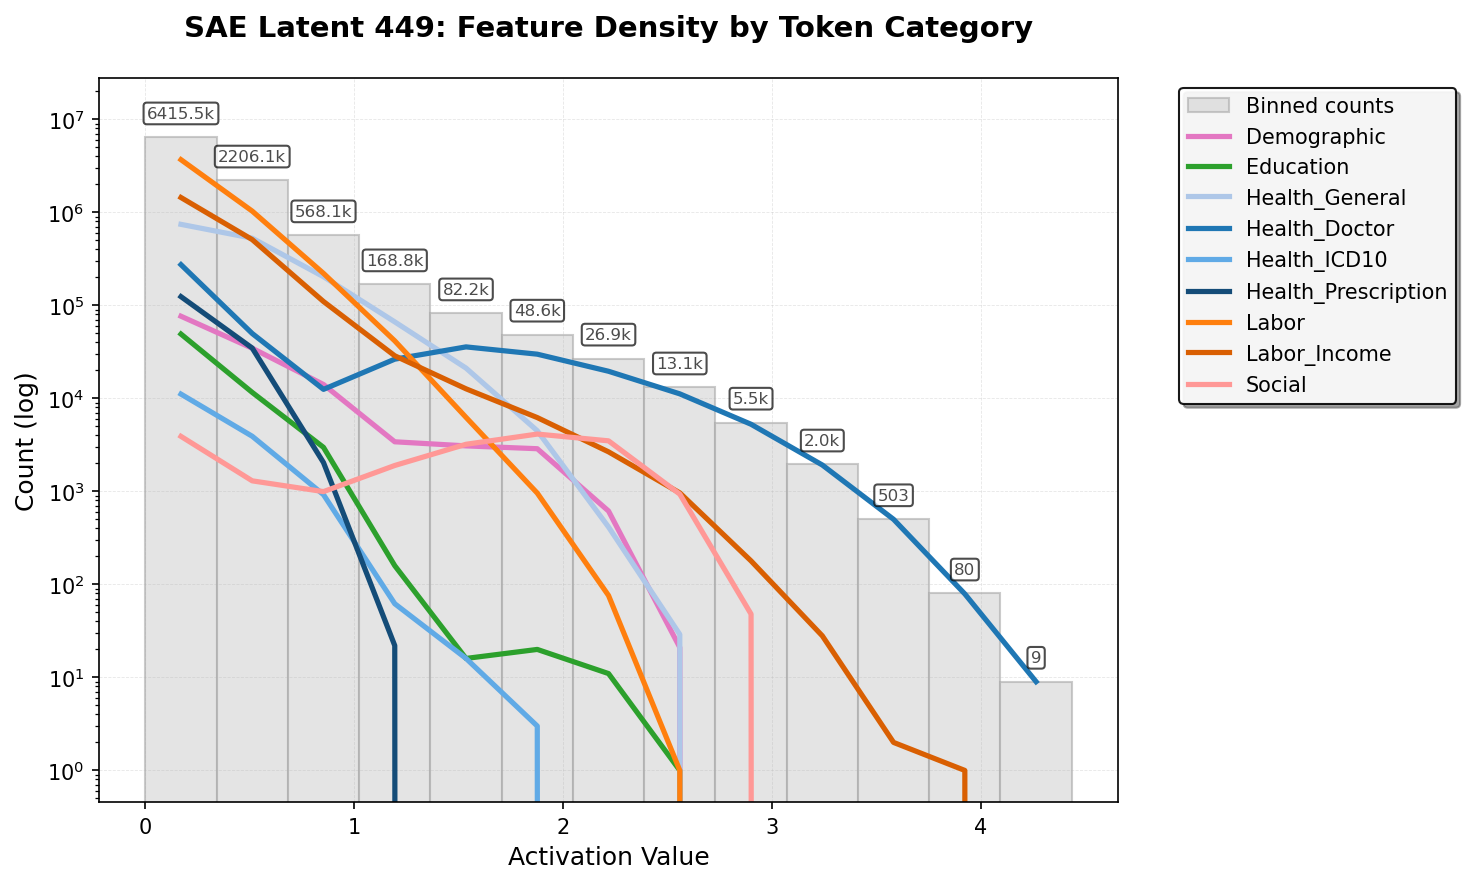 SAE Latent 449: Feature Density by Token Category
Count (log)
10⁷
10⁶
10⁵
10⁴
10³
10²
10¹
10⁰
6415.5k
2206.1k
568.1k
168.8k
82.2k
48.6k
26.9k
13.1k
5.5k
2.0k
503
80
9
0 1 2 3 4
Activation Value
Binned counts
Demographic
Education
Health_General
Health_Doctor
Health_ICD10
Health_Prescription
Labor
Labor_Income
Social